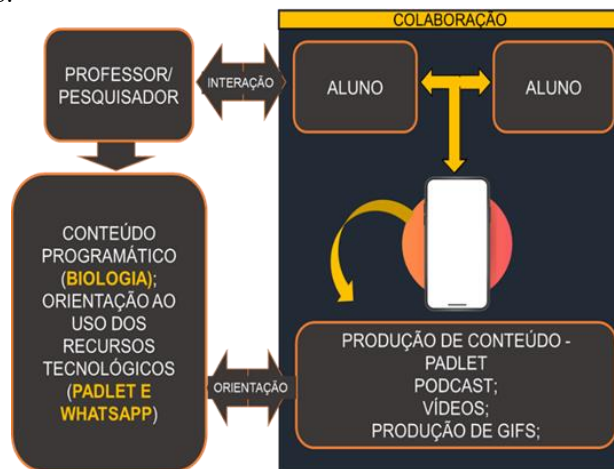 COLABORAÇÃO
PROFESSOR/
PESQUISADOR
INTERAÇÃO
ALUNO
ALUNO
CONTEÚDO
PROGRAMÁTICO
(BIOLOGIA);
ORIENTAÇÃO AO
USO DOS
RECURSOS
TECNOLÓGICOS
(PADLET E
WHATSAPP)
ORIENTAÇÃO
PRODUÇÃO DE CONTEÚDO -
PADLET
PODCAST;
VÍDEOS;
PRODUÇÃO DE GIFS;